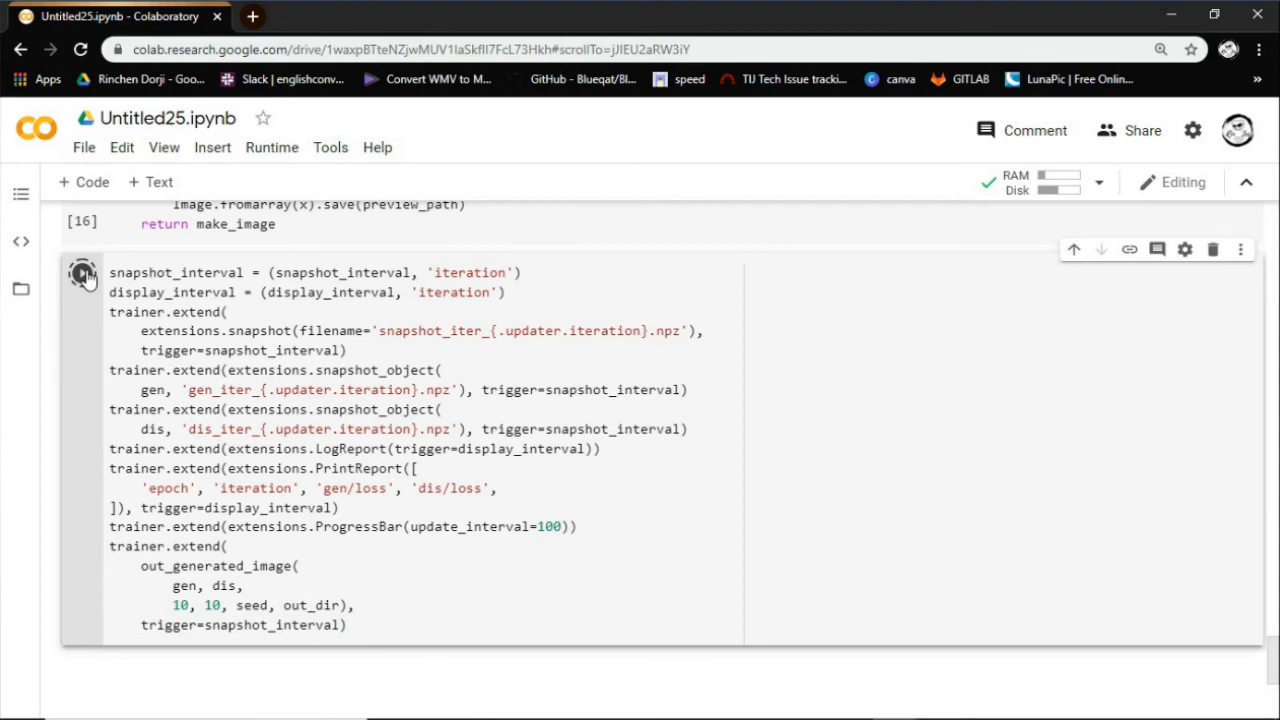 Untitled25.ipynb - Colaboratory
colab.research.google.com/drive/1waxpBTteNZjwMUV1IaSkfII7FcL73Hkh#scrollTo=jJIEU2aRW3iY
Apps Rinchen Dorji - Goo... Slack | englishconv... Convert WMV to M... GitHub - Blueqat/Bl... speed TIJ Tech Issue tracki... canva GITLAB LunaPic | Free Onlin... »
Untitled25.ipynb
Comment Share
File Edit View Insert Runtime Tools Help
+ Code + Text RAM Disk Editing
Image.fromarray(x).save(preview_path)
[16] return make_image
snapshot_interval = (snapshot_interval, 'iteration')
display_interval = (display_interval, 'iteration')
trainer.extend(
extensions.snapshot(filename='snapshot_iter_{.updater.iteration}.npz'),
trigger=snapshot_interval)
trainer.extend(extensions.snapshot_object(
gen, 'gen_iter_{.updater.iteration}.npz'), trigger=snapshot_interval)
trainer.extend(extensions.snapshot_object(
dis, 'dis_iter_{.updater.iteration}.npz'), trigger=snapshot_interval)
trainer.extend(extensions.LogReport(trigger=display_interval))
trainer.extend(extensions.PrintReport([
'epoch', 'iteration', 'gen/loss', 'dis/loss',
]), trigger=display_interval)
trainer.extend(extensions.ProgressBar(update_interval=100))
trainer.extend(
out_generated_image(
gen, dis,
10, 10, seed, out_dir),
trigger=snapshot_interval)